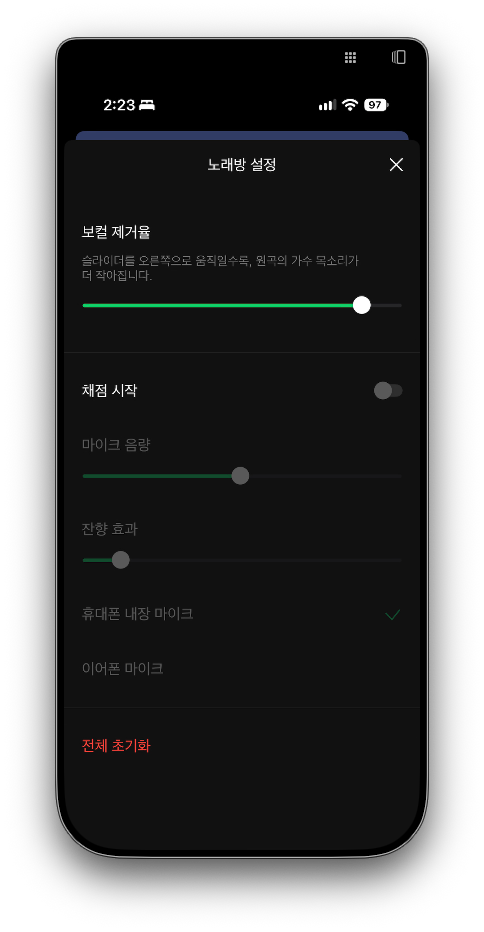 2:23
97
노래방 설정
보컬 제거율
슬라이더를 오른쪽으로 움직일수록, 원곡의 가수 목소리가
더 작아집니다.
채점 시작
마이크 음량
잔향 효과
휴대폰 내장 마이크
이어폰 마이크
전체 초기화